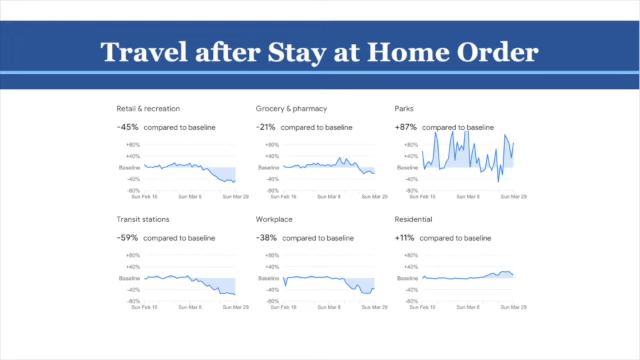 Travel after Stay at Home Order
Retail & recreation
-45% compared to baseline
+80%
+40%
Baseline
-40%
-80%
Sun Feb 16 Sun Mar 8 Sun Mar 29
Grocery & pharmacy
-21% compared to baseline
+80%
+40%
Baseline
-40%
-80%
Sun Feb 16 Sun Mar 8 Sun Mar 29
Parks
+87% compared to baseline
+80%
+40%
Baseline
-40%
-80%
Sun Feb 16 Sun Mar 8 Sun Mar 29
Transit stations
-59% compared to baseline
+80%
+40%
Baseline
-40%
-80%
Sun Feb 16 Sun Mar 8 Sun Mar 29
Workplace
-38% compared to baseline
+80%
+40%
Baseline
-40%
-80%
Sun Feb 16 Sun Mar 8 Sun Mar 29
Residential
+11% compared to baseline
+80%
+40%
Baseline
-40%
-80%
Sun Feb 16 Sun Mar 8 Sun Mar 29